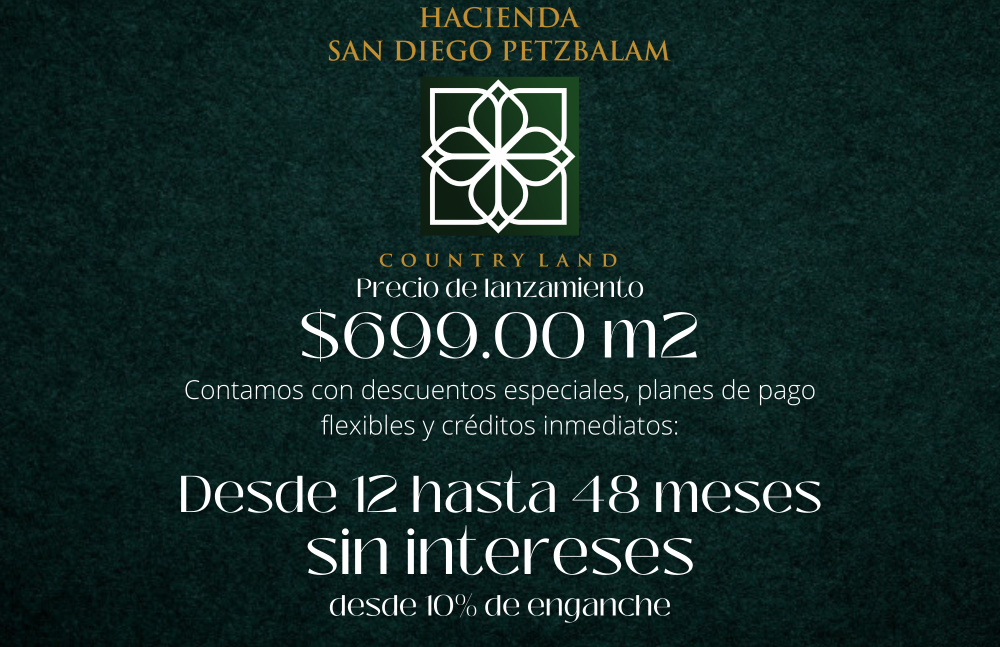 HACIENDA
SAN DIEGO PETZBALAM
COUNTRY LAND
Precio de lanzamiento
$699.00 m2
Contamos con descuentos especiales, planes de pago
flexibles y créditos inmediatos:
Desde 12 hasta 48 meses
sin intereses
desde 10% de enganche